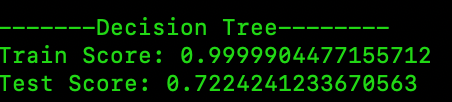 -------Decision Tree--------
Train Score: 0.9999904477155712
Test Score: 0.7224241233670563